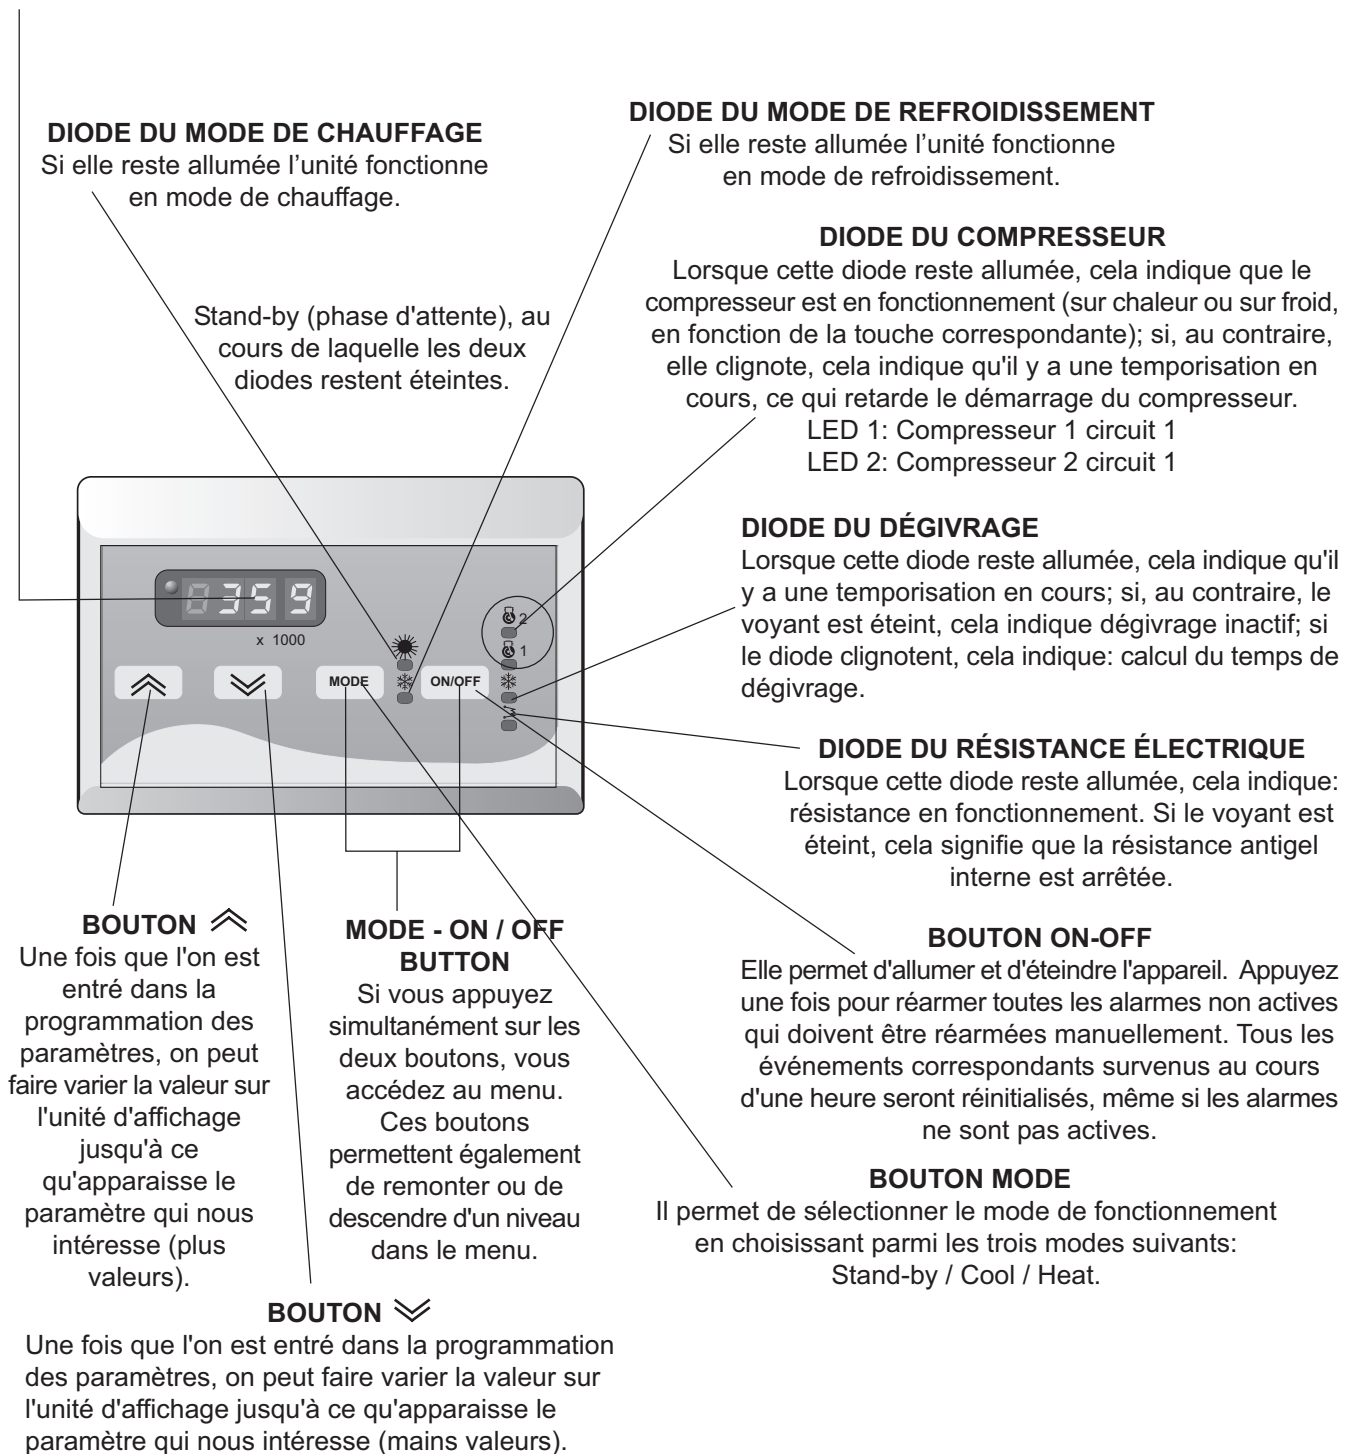 DIODE DU MODE DE CHAUFFAGE
Si elle reste allumée l’unité fonctionne
en mode de chauffage.
DIODE DU MODE DE REFROIDISSEMENT
Si elle reste allumée l’unité fonctionne
en mode de refroidissement.
DIODE DU COMPRESSEUR
Lorsque cette diode reste allumée, cela indique que le
compresseur est en fonctionnement (sur chaleur ou sur froid,
en fonction de la touche correspondante); si, au contraire,
elle clignote, cela indique qu'il y a une temporisation en
cours, ce qui retarde le démarrage du compresseur.
LED 1: Compresseur 1 circuit 1
LED 2: Compresseur 2 circuit 1
Stand-by (phase d'attente), au
cours de laquelle les deux
diodes restent éteintes.
DIODE DU DÉGIVRAGE
Lorsque cette diode reste allumée, cela indique qu'il
y a une temporisation en cours; si, au contraire, le
voyant est éteint, cela indique dégivrage inactif; si
le diode clignotent, cela indique: calcul du temps de
dégivrage.
359
x 1000
2
1
MODE
ON/OFF
DIODE DU RÉSISTANCE ÉLECTRIQUE
Lorsque cette diode reste allumée, cela indique:
résistance en fonctionnement. Si le voyant est
éteint, cela signifie que la résistance antigel
interne est arrêtée.
BOUTON
Une fois que l'on est
entré dans la
programmation des
paramètres, on peut
faire varier la valeur sur
l'unité d'affichage
jusqu'à ce
qu'apparaisse le
paramètre qui nous
intéresse (plus
valeurs).
MODE - ON / OFF
BUTTON
Si vous appuyez
simultanément sur les
deux boutons, vous
accédez au menu.
Ces boutons
permettent également
de remonter ou de
descendre d'un niveau
dans le menu.
BOUTON ON-OFF
Elle permet d'allumer et d'éteindre l'appareil. Appuyez
une fois pour réarmer toutes les alarmes non actives
qui doivent être réarmées manuellement. Tous les
événements correspondants survenus au cours
d'une heure seront réinitialisés, même si les alarmes
ne sont pas actives.
BOUTON MODE
Il permet de sélectionner le mode de fonctionnement
en choisissant parmi les trois modes suivants:
Stand-by / Cool / Heat.
BOUTON
Une fois que l'on est entré dans la programmation
des paramètres, on peut faire varier la valeur sur
l'unité d'affichage jusqu'à ce qu'apparaisse le
paramètre qui nous intéresse (mains valeurs).